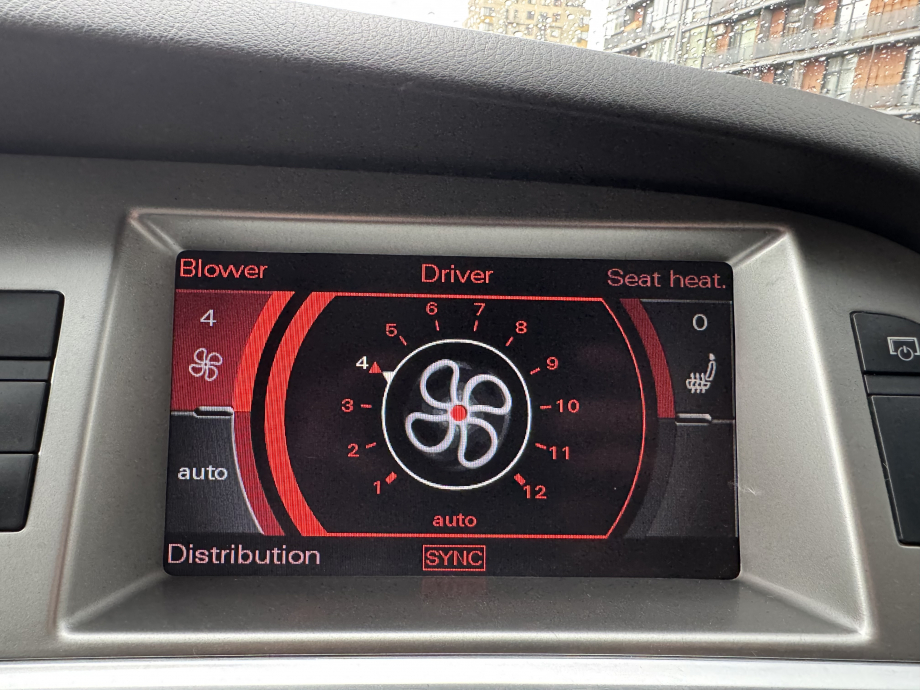 Blower Driver Seat heat.
4 0
1 2 3 4 5 6 7 8 9 10 11 12
auto
auto
Distribution SYNC